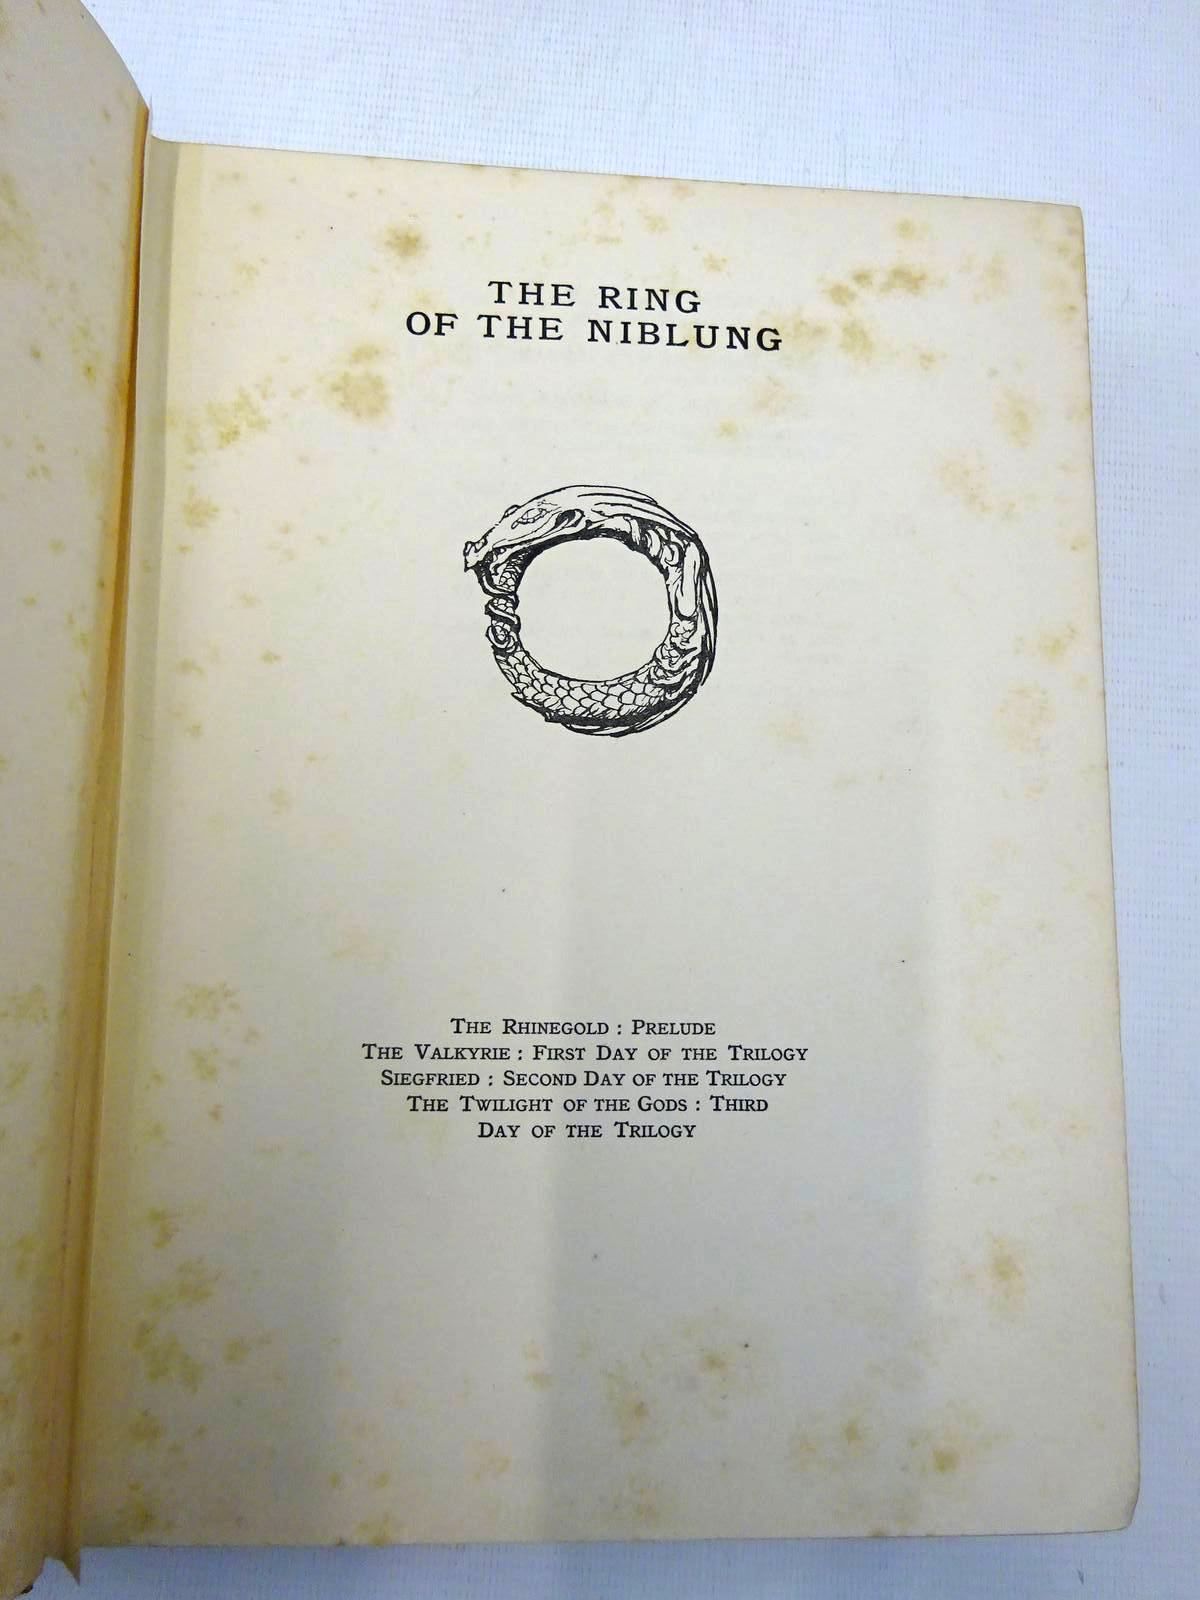 THE RING
OF THE NIBLUNG
THE RHINEGOLD : PRELUDE
THE VALKYRIE : FIRST DAY OF THE TRILOGY
SIEGFRIED : SECOND DAY OF THE TRILOGY
THE TWILIGHT OF THE GODS : THIRD
DAY OF THE TRILOGY